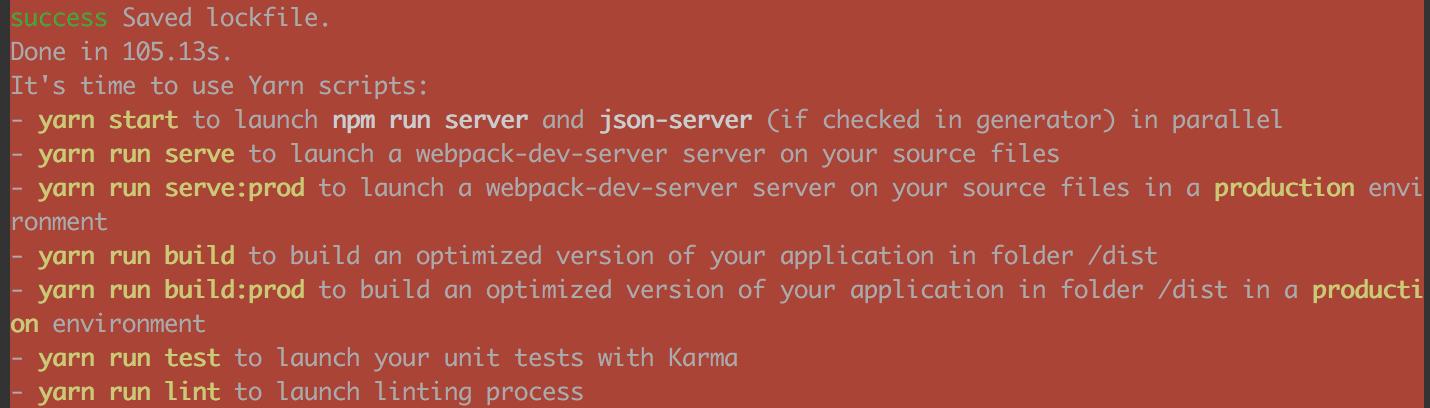 success Saved lockfile.
Done in 105.13s.
It's time to use Yarn scripts:
- yarn start to launch npm run server and json-server (if checked in generator) in parallel
- yarn run serve to launch a webpack-dev-server server on your source files
- yarn run serve:prod to launch a webpack-dev-server server on your source files in a production envi
ronment
- yarn run build to build an optimized version of your application in folder /dist
- yarn run build:prod to build an optimized version of your application in folder /dist in a producti
on environment
- yarn run test to launch your unit tests with Karma
- yarn run lint to launch linting process